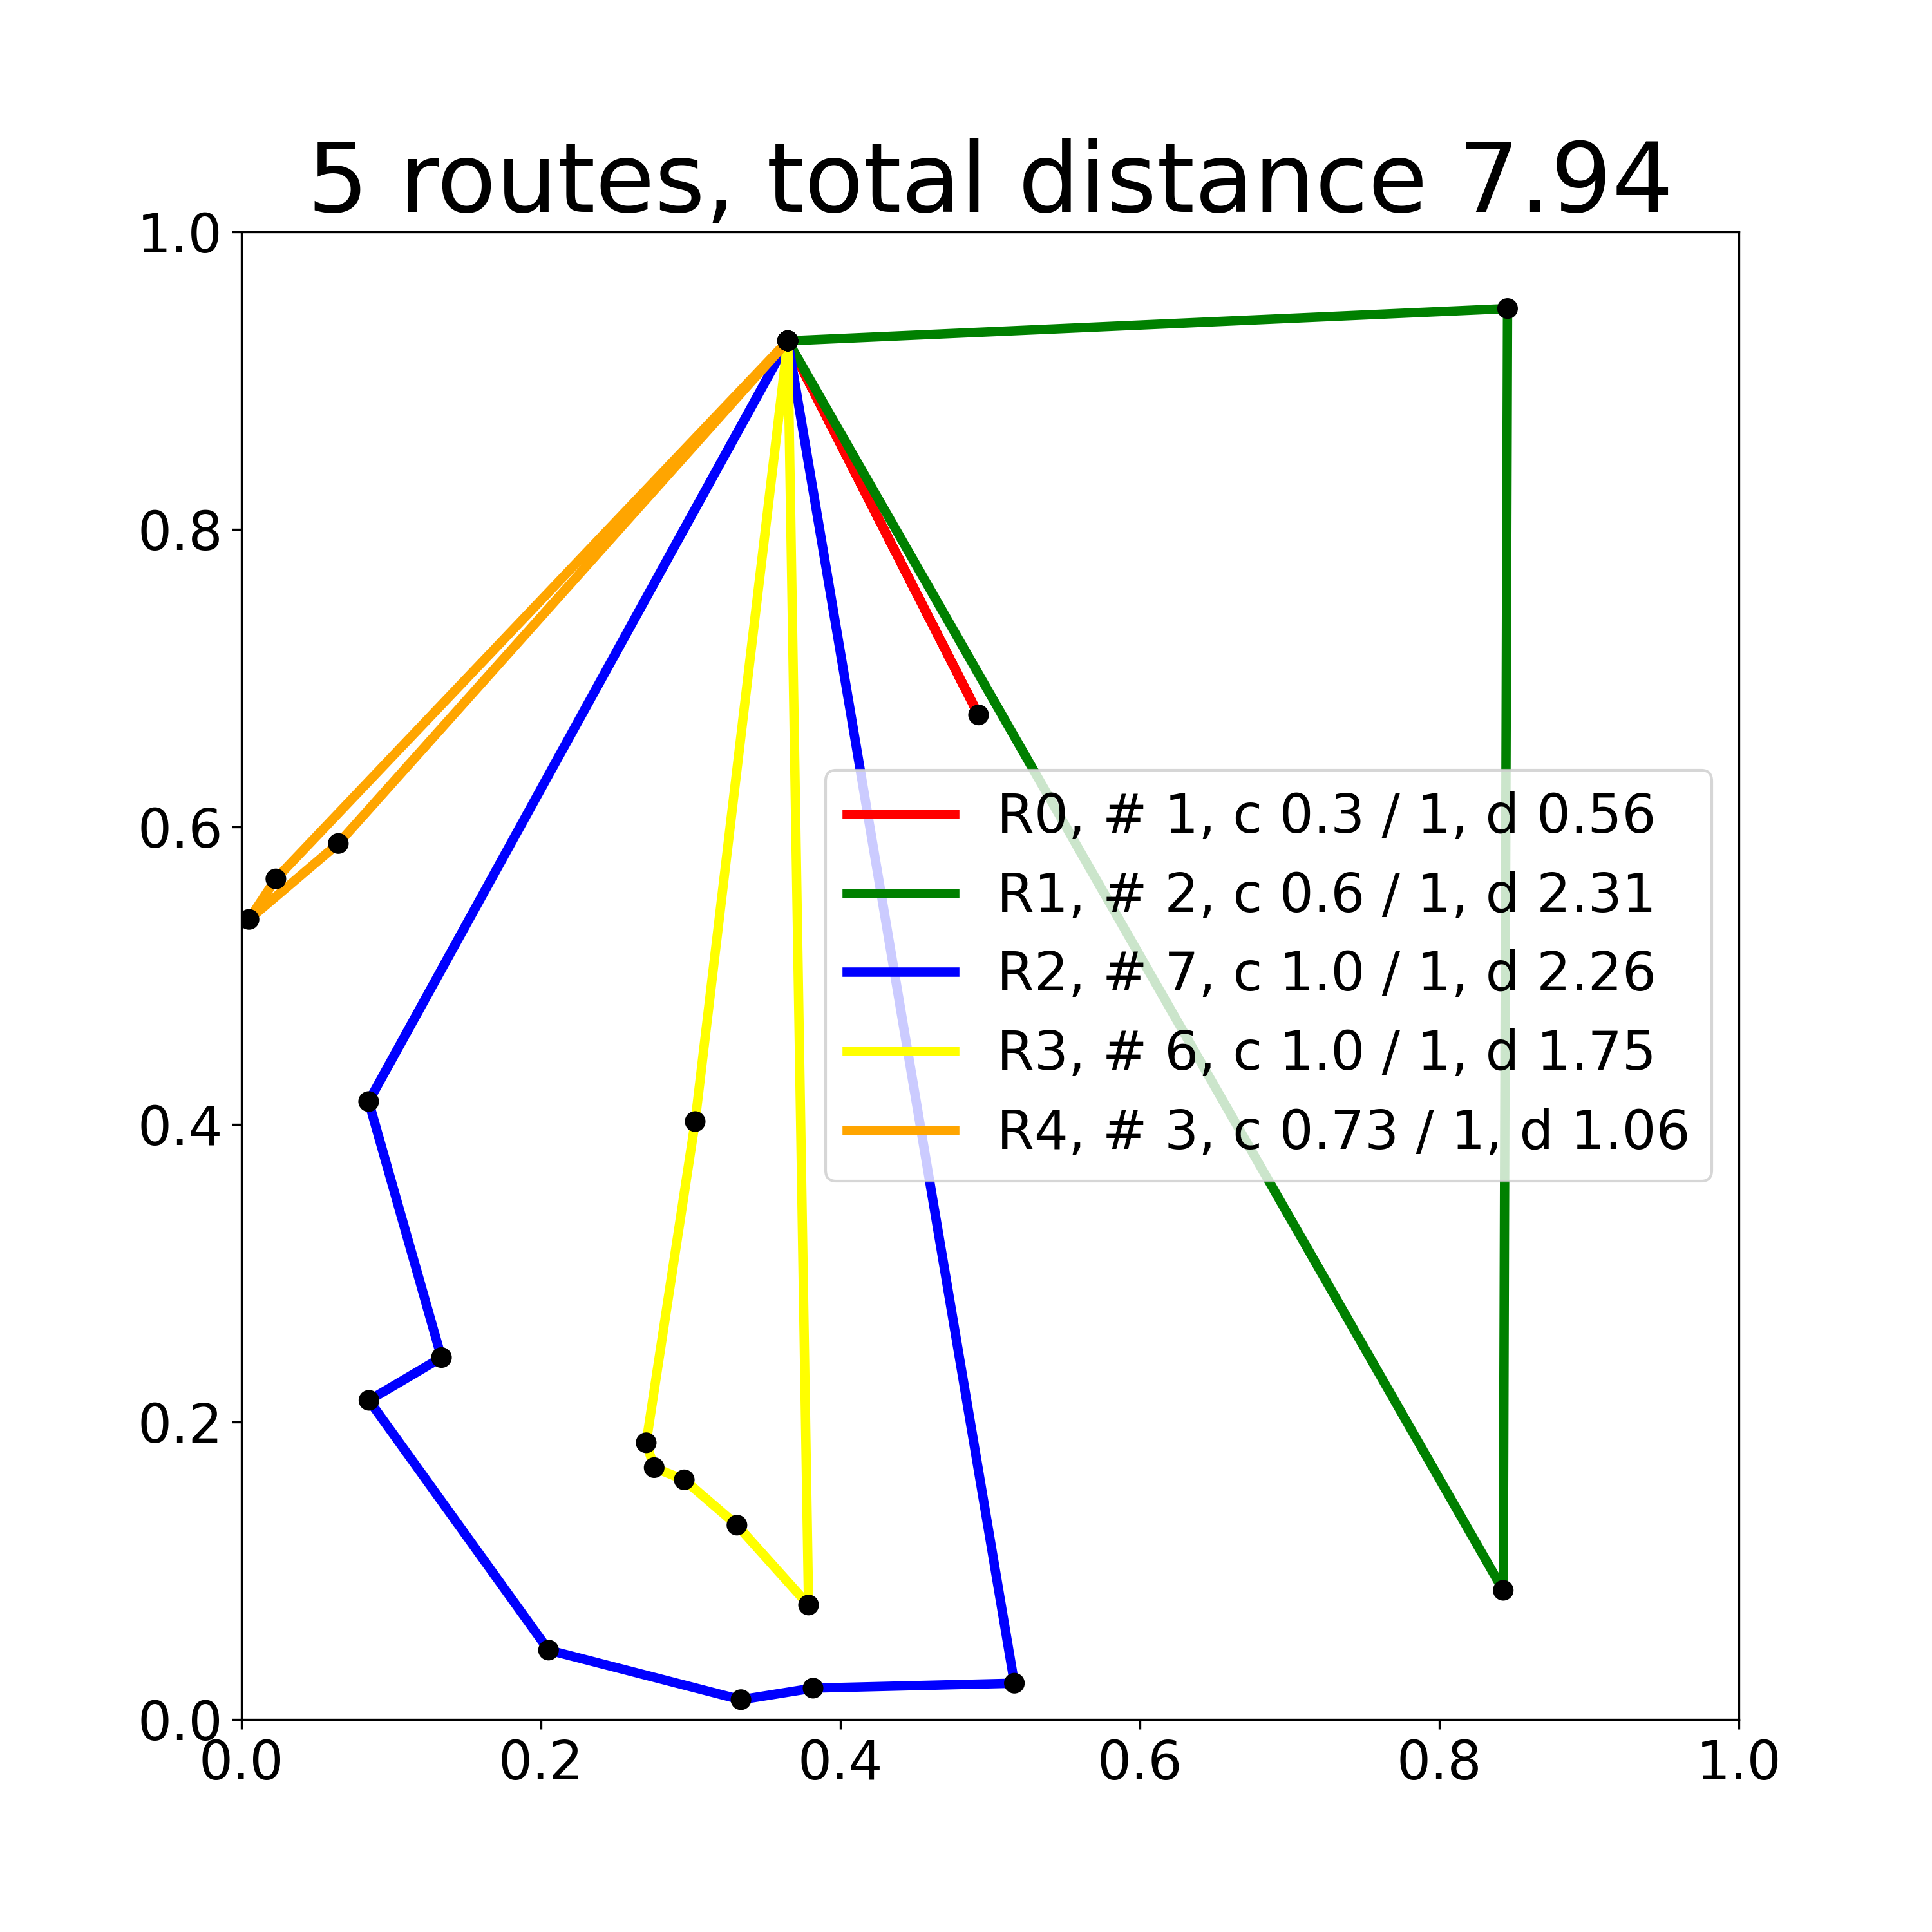 5 routes, total distance 7.94
1.0
0.8
0.6
0.4
0.2
0.0
R0, # 1, c 0.3 / 1, d 0.56
R1, # 2, c 0.6 / 1, d 2.31
R2, # 7, c 1.0 / 1, d 2.26
R3, # 6, c 1.0 / 1, d 1.75
R4, # 3, c 0.73 / 1, d 1.06
0.0 0.2 0.4 0.6 0.8 1.0